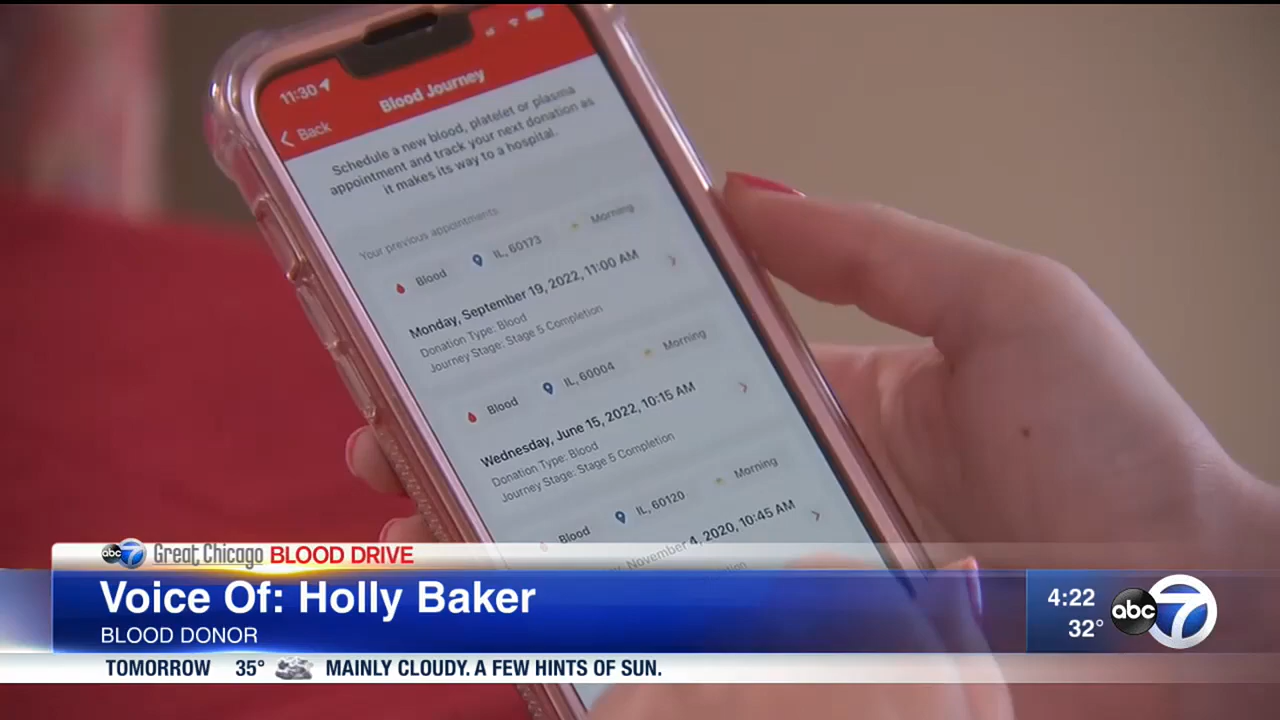 11:30
Back
Blood Journey
Schedule a new blood, platelet or plasma
appointment and track your next donation as
it makes its way to a hospital.
Your previous appointments
Blood IL, 60173 Morning
Monday, September 19, 2022, 11:00 AM
Donation Type: Blood
Journey Stage: Stage 5 Completion
Blood IL, 60004 Morning
Wednesday, June 15, 2022, 10:15 AM
Donation Type: Blood
Journey Stage: Stage 5 Completion
Blood IL, 60120 Morning
November 4, 2020, 10:45 AM
abc 7 Great Chicago BLOOD DRIVE
Voice Of: Holly Baker
BLOOD DONOR
4:22
32°
abc 7
TOMORROW 35° MAINLY CLOUDY. A FEW HINTS OF SUN.